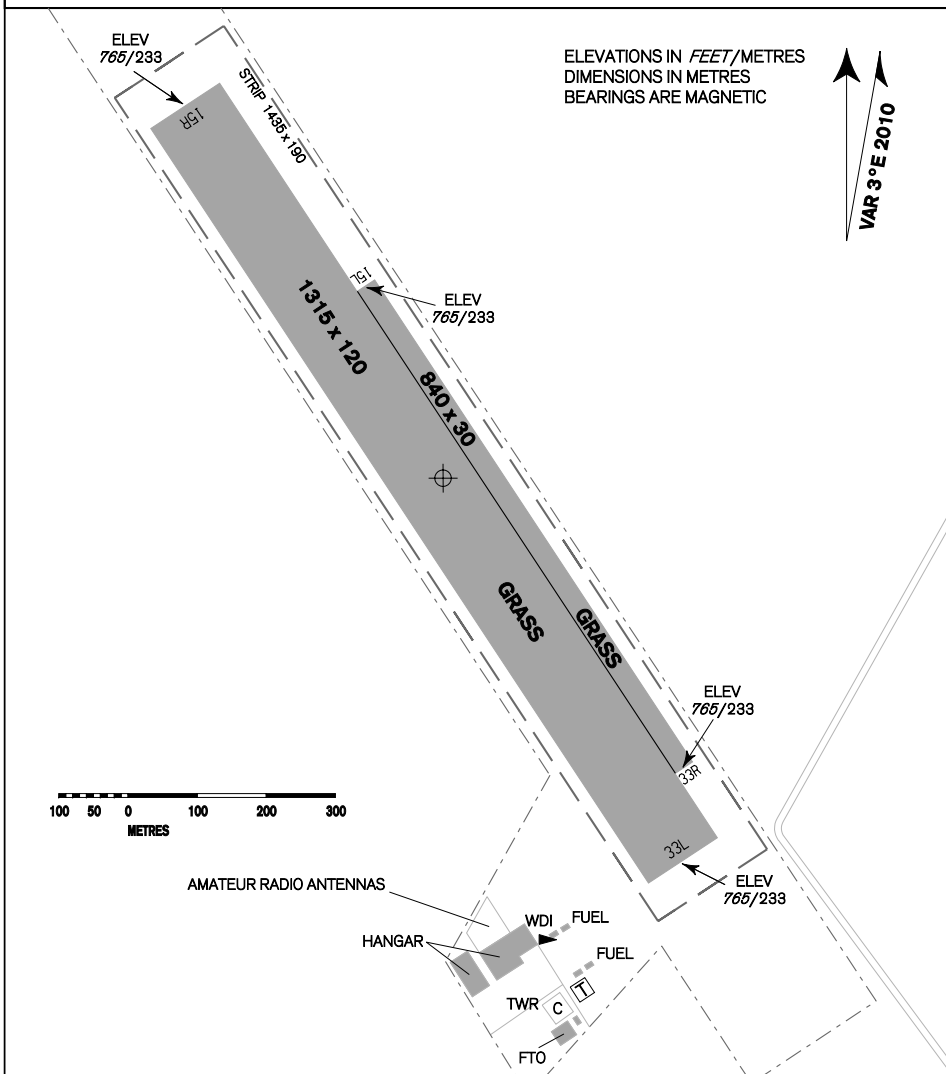 ELEV
765/233
ELEVATIONS IN FEET/METRES
DIMENSIONS IN METRES
BEARINGS ARE MAGNETIC
VAR 3°E 2010
15R
STRIP 1435 x 190
15L
ELEV
765/233
1315 x 120
840 x 30
GRASS
GRASS
ELEV
765/233
33R
100 50 0 100 200 300
METRES
33L
ELEV
765/233
AMATEUR RADIO ANTENNAS
WDI
FUEL
HANGAR
FUEL
T
TWR
C
FTO